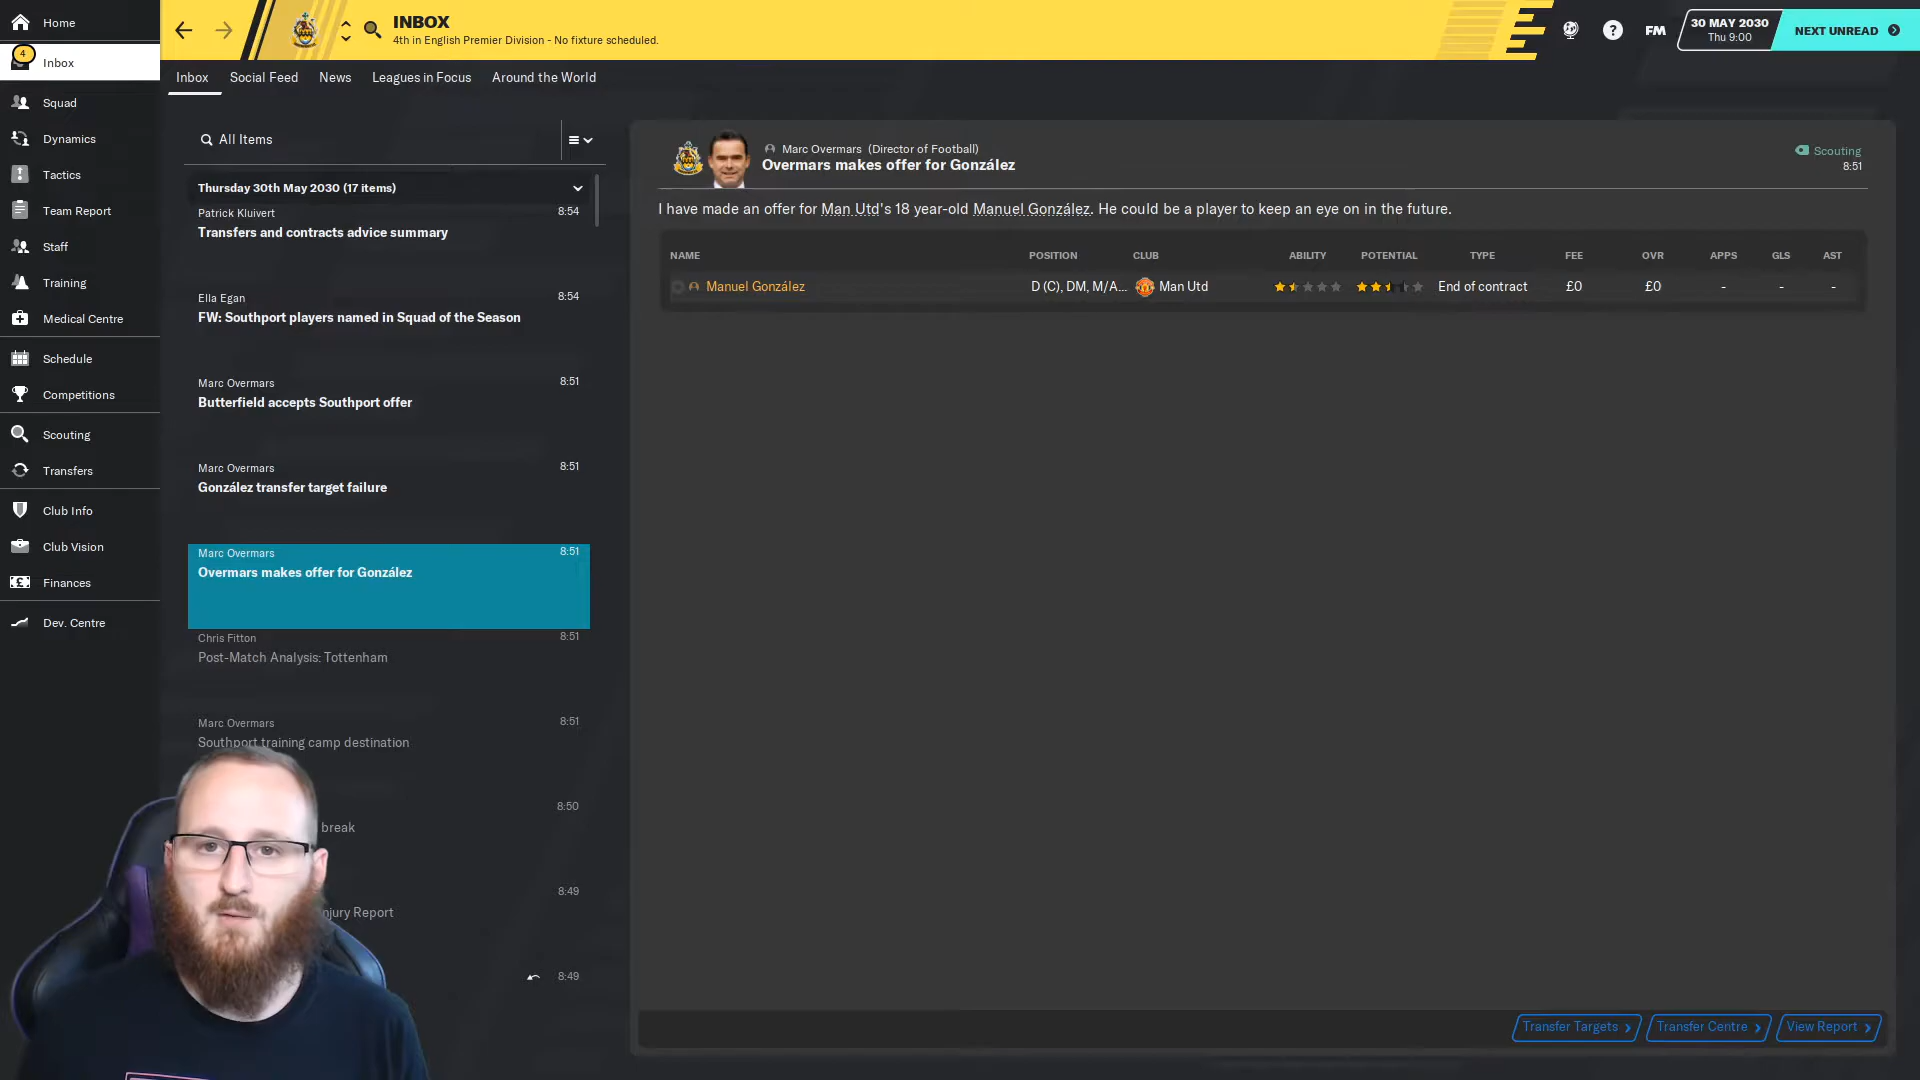 Home
4
Inbox
Squad
Dynamics
Tactics
Team Report
Staff
Training
Medical Centre
Schedule
Competitions
Scouting
Transfers
Club Info
Club Vision
Finances
Dev. Centre
INBOX
4th in English Premier Division - No fixture scheduled.
FM
30 MAY 2030
Thu 9:00
NEXT UNREAD
Inbox
Social Feed
News
Leagues in Focus
Around the World
All Items
Thursday 30th May 2030 (17 items)
Patrick Kluivert 8:54
Transfers and contracts advice summary
Ella Egan 8:54
FW: Southport players named in Squad of the Season
Marc Overmars 8:51
Butterfield accepts Southport offer
Marc Overmars 8:51
González transfer target failure
Marc Overmars 8:51
Overmars makes offer for González
Chris Fitton 8:51
Post-Match Analysis: Tottenham
Marc Overmars 8:51
Southport training camp destination
8:50
break
8:49
njury Report
8:49
Marc Overmars (Director of Football)
Overmars makes offer for González
Scouting
8:51
I have made an offer for Man Utd's 18 year-old Manuel González. He could be a player to keep an eye on in the future.
NAME POSITION CLUB ABILITY POTENTIAL TYPE FEE OVR APPS GLS AST
Manuel González D (C), DM, M/A... Man Utd End of contract £0 £0 - - -
Transfer Targets
Transfer Centre
View Report